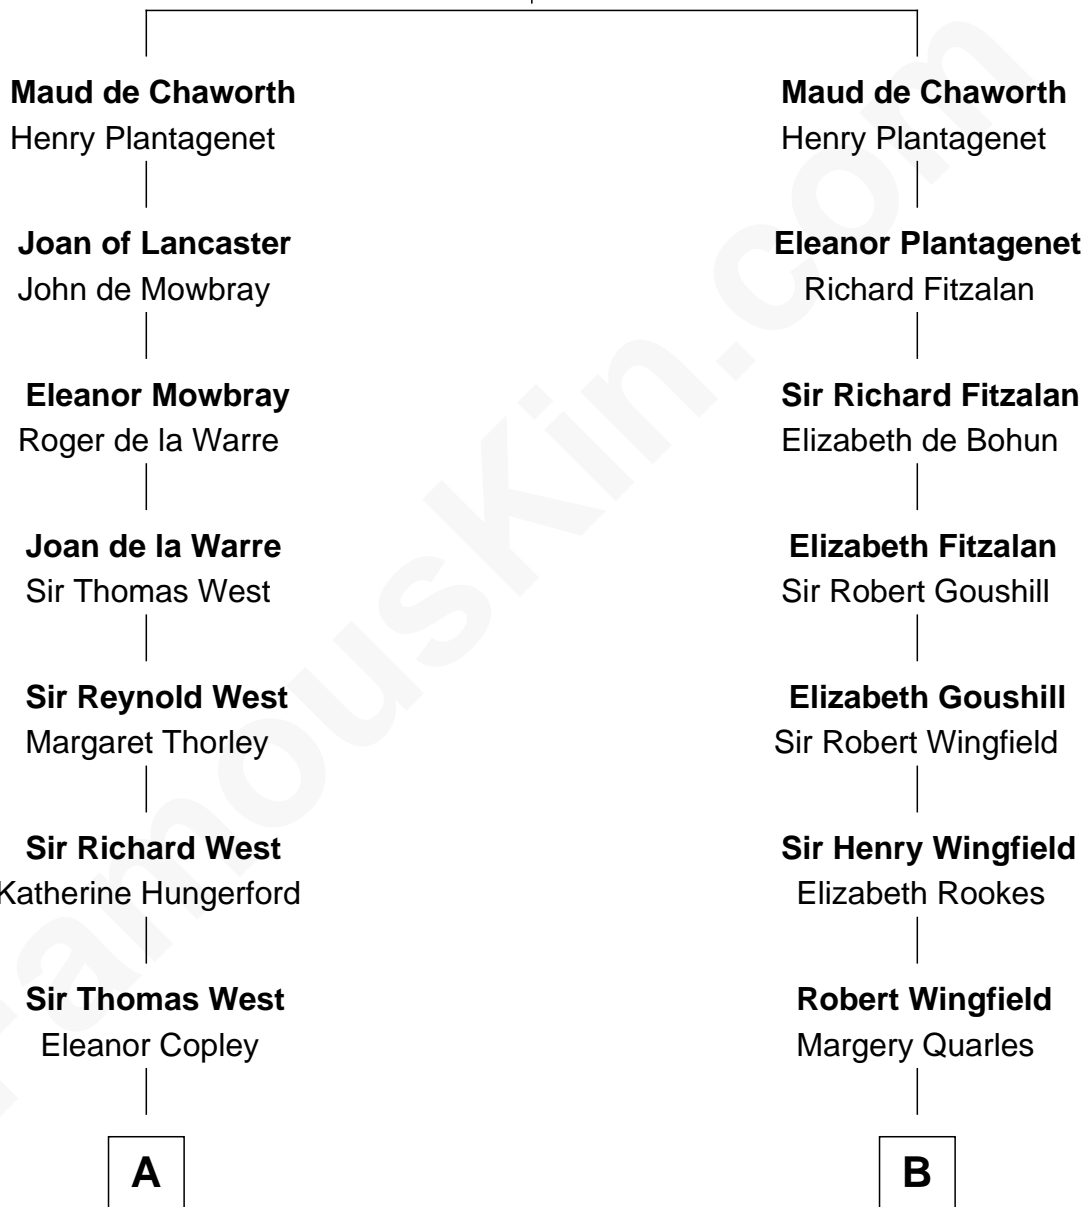 Maud de Chaworth
Henry Plantagenet
Joan of Lancaster
John de Mowbray
Eleanor Mowbray
Roger de la Warre
Joan de la Warre
Sir Thomas West
Sir Reynold West
Margaret Thorley
Sir Richard West
Katherine Hungerford
Sir Thomas West
Eleanor Copley
A
Maud de Chaworth
Henry Plantagenet
Eleanor Plantagenet
Richard Fitzalan
Sir Richard Fitzalan
Elizabeth de Bohun
Elizabeth Fitzalan
Sir Robert Goushill
Elizabeth Goushill
Sir Robert Wingfield
Sir Henry Wingfield
Elizabeth Rookes
Robert Wingfield
Margery Quarles
B
FamousKin.com